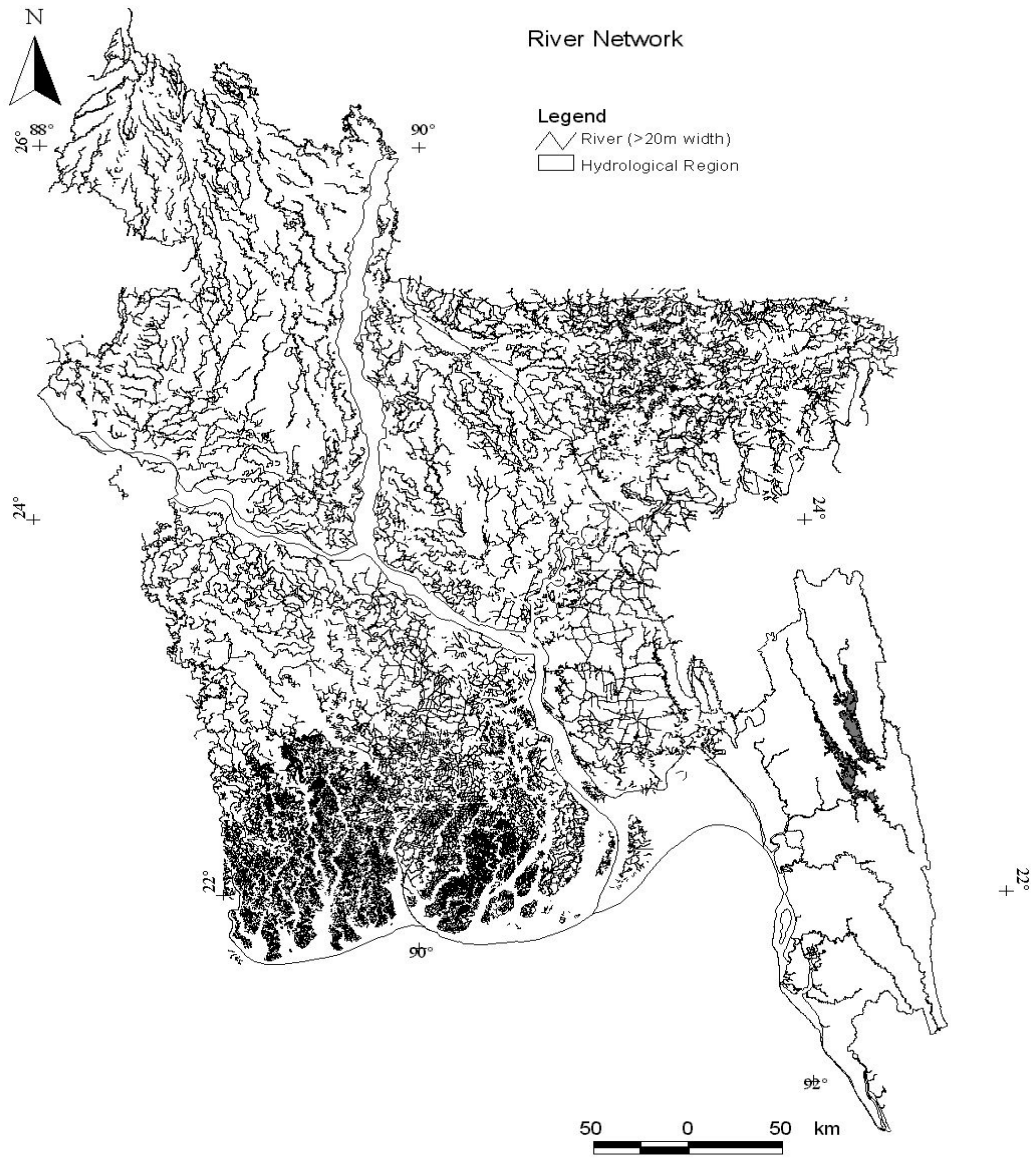 N
River Network
Legend
River (>20m width)
Hydrological Region
26°
88°
90°
24°
24°
22°
22°
90°
92°
50 0 50 km